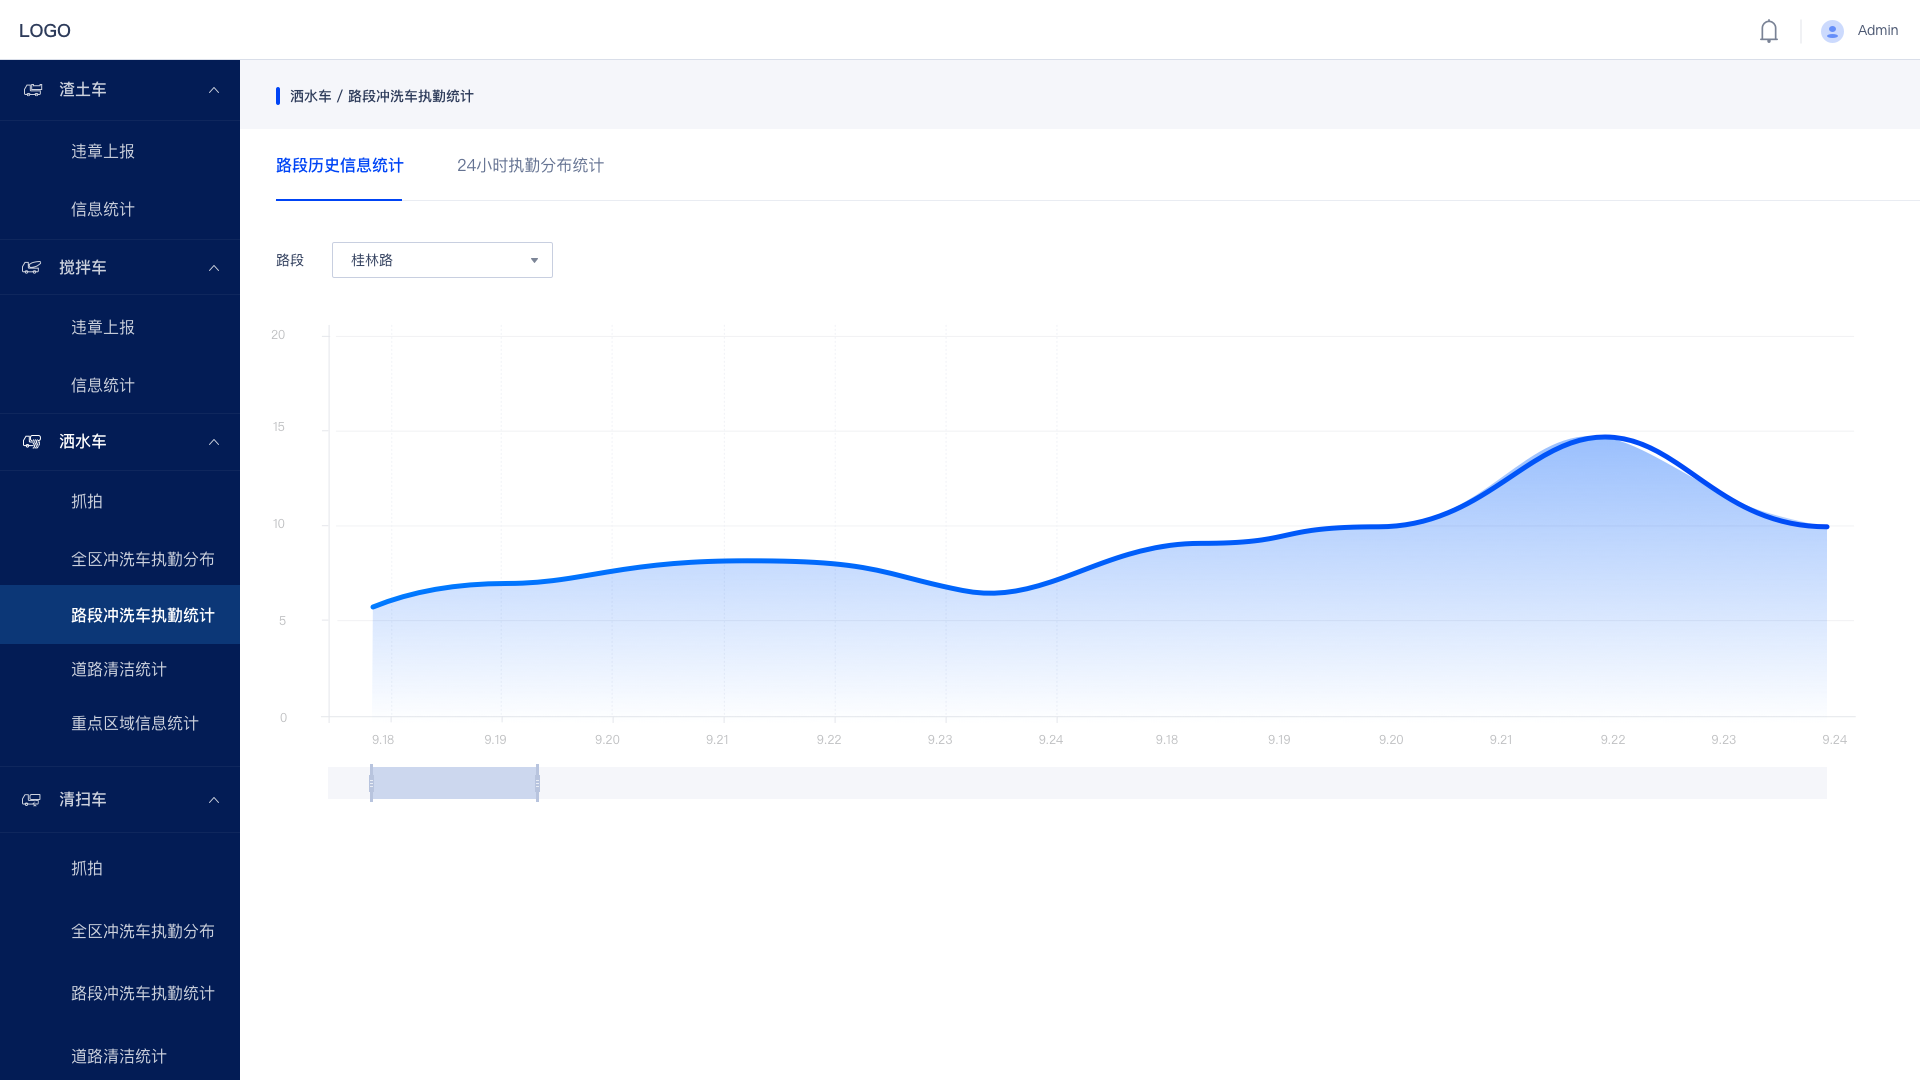 LOGO
Admin
渣土车
违章上报
信息统计
搅拌车
违章上报
信息统计
洒水车
抓拍
全区冲洗车执勤分布
路段冲洗车执勤统计
道路清洁统计
重点区域信息统计
清扫车
抓拍
全区冲洗车执勤分布
路段冲洗车执勤统计
道路清洁统计
洒水车 / 路段冲洗车执勤统计
路段历史信息统计 24小时执勤分布统计
路段 桂林路
20
15
10
5
0
9.18 9.19 9.20 9.21 9.22 9.23 9.24 9.18 9.19 9.20 9.21 9.22 9.23 9.24